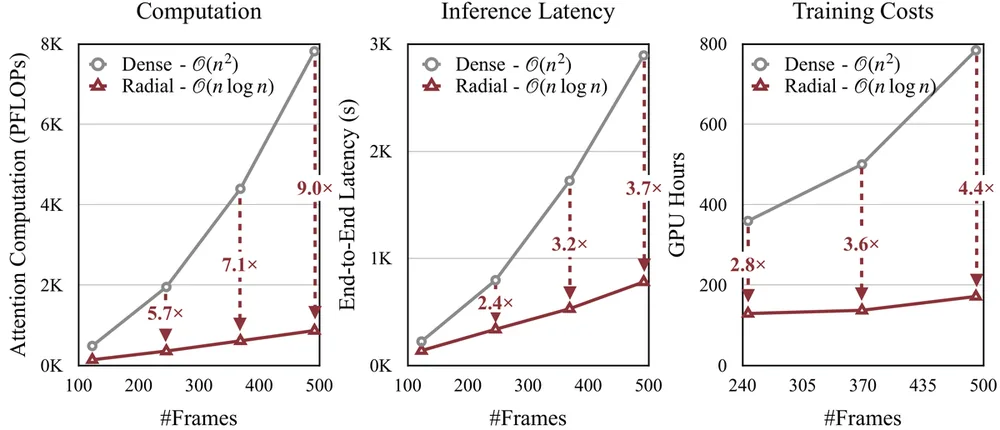 Computation
Attention Computation (PFLOPs)
8K
6K
4K
2K
0K
Dense - 𝒪(n²)
Radial - 𝒪(n log n)
5.7×
7.1×
9.0×
100 200 300 400 500
#Frames
Inference Latency
End-to-End Latency (s)
3K
2K
1K
0K
Dense - 𝒪(n²)
Radial - 𝒪(n log n)
2.4×
3.2×
3.7×
100 200 300 400 500
#Frames
Training Costs
GPU Hours
800
600
400
200
0
Dense - 𝒪(n²)
Radial - 𝒪(n log n)
2.8×
3.6×
4.4×
240 305 370 435 500
#Frames